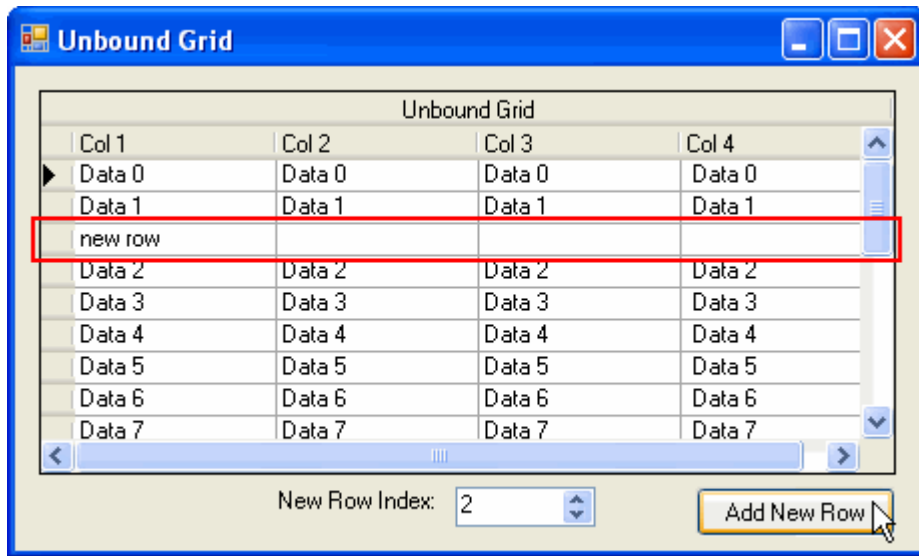 Unbound Grid
Unbound Grid
Col 1 Col 2 Col 3 Col 4
Data 0 Data 0 Data 0 Data 0
Data 1 Data 1 Data 1 Data 1
new row
Data 2 Data 2 Data 2 Data 2
Data 3 Data 3 Data 3 Data 3
Data 4 Data 4 Data 4 Data 4
Data 5 Data 5 Data 5 Data 5
Data 6 Data 6 Data 6 Data 6
Data 7 Data 7 Data 7 Data 7
New Row Index: 2 Add New Row